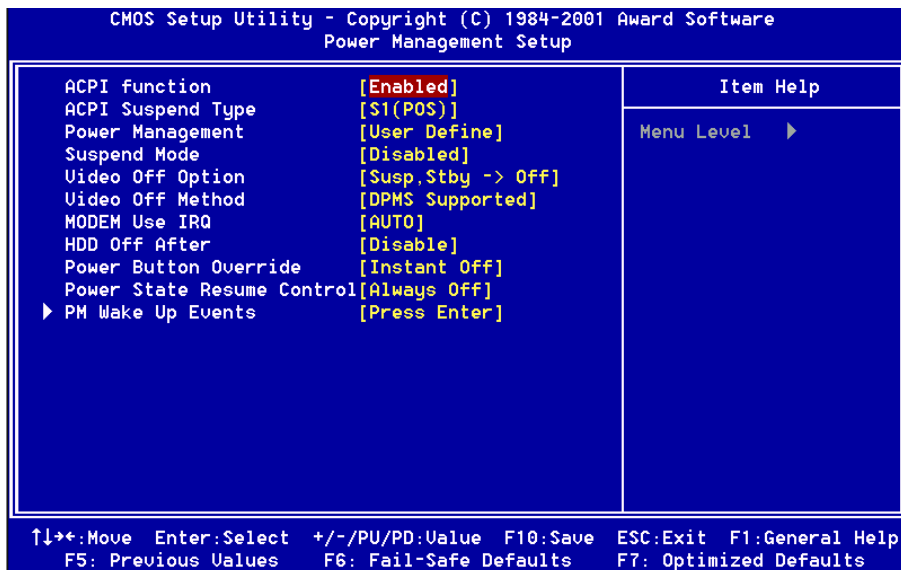 CMOS Setup Utility - Copyright (C) 1984-2001 Award Software
Power Management Setup
ACPI function [Enabled]
ACPI Suspend Type [S1(POS)]
Power Management [User Define]
Suspend Mode [Disabled]
Video Off Option [Susp,Stby -> Off]
Video Off Method [DPMS Supported]
MODEM Use IRQ [AUTO]
HDD Off After [Disable]
Power Button Override [Instant Off]
Power State Resume Control[Always Off]
PM Wake Up Events [Press Enter]
Item Help
Menu Level
↑↓→←:Move Enter:Select +/-/PU/PD:Value F10:Save ESC:Exit F1:General Help
F5: Previous Values F6: Fail-Safe Defaults F7: Optimized Defaults